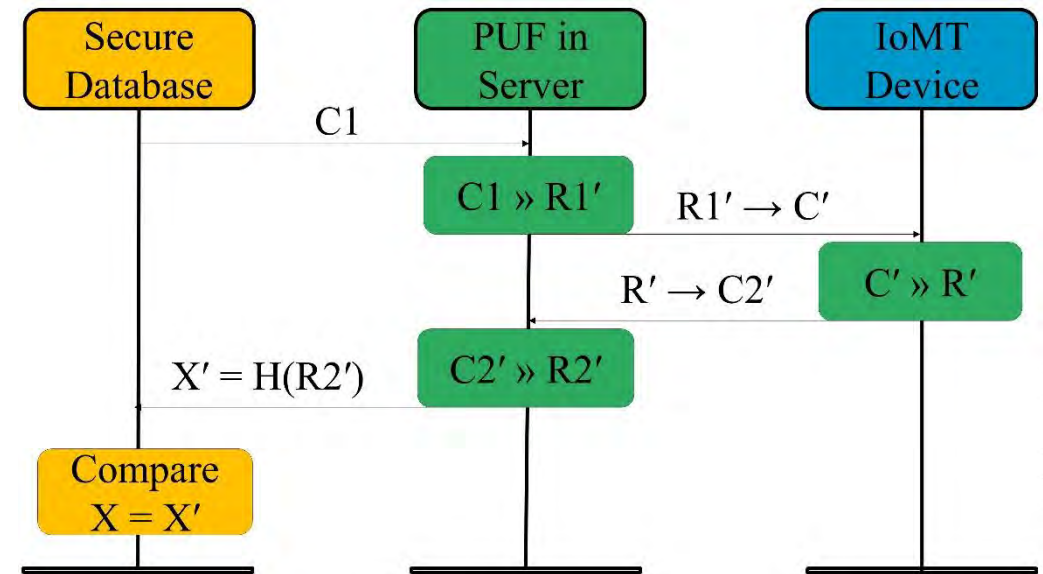 Secure
Database
PUF in
Server
IoMT
Device
C1
C1 » R1′
R1′ → C′
C′ » R′
R′ → C2′
C2′ » R2′
X′ = H(R2′)
Compare
X = X′